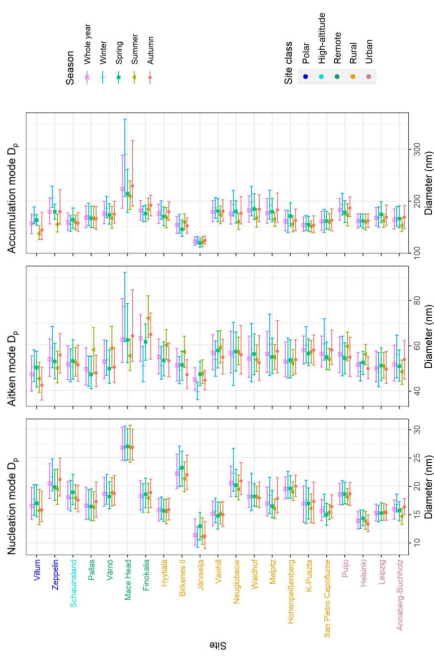 Nucleation mode Dp
Aitken mode Dp
Accumulation mode Dp
Site
Villum
Zeppelin
Schauinsland
Pallas
Värriö
Mace Head
Finokalia
Hyytiälä
Birkenes II
Järvselja
Vavihill
Neuglobsow
Waldhof
Melpitz
Hohenpeißenberg
K-Puszta
San Pietro Capofiume
Puijo
Helsinki
Leipzig
Annaberg-Buchholz
10
15
20
25
30
Diameter (nm)
40
60
80
Diameter (nm)
100
200
300
Diameter (nm)
Season
Whole year
Winter
Spring
Summer
Autumn
Site class
Polar
High-altitude
Remote
Rural
Urban